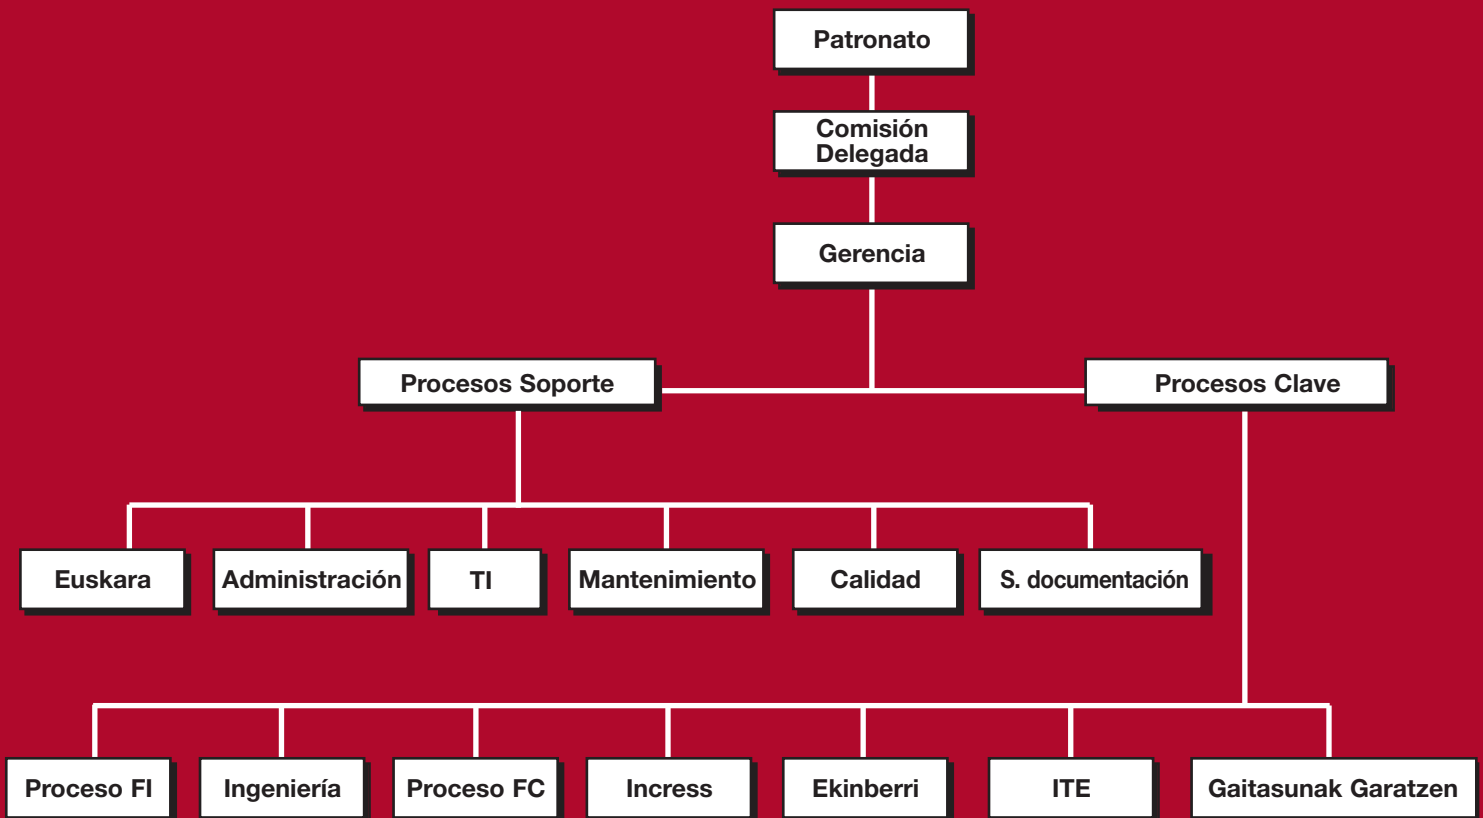 Patronato
Comisión
Delegada
Gerencia
Procesos Soporte
Procesos Clave
Euskara
Administración
TI
Mantenimiento
Calidad
S. documentación
Proceso FI
Ingeniería
Proceso FC
Incress
Ekinberri
ITE
Gaitasunak Garatzen